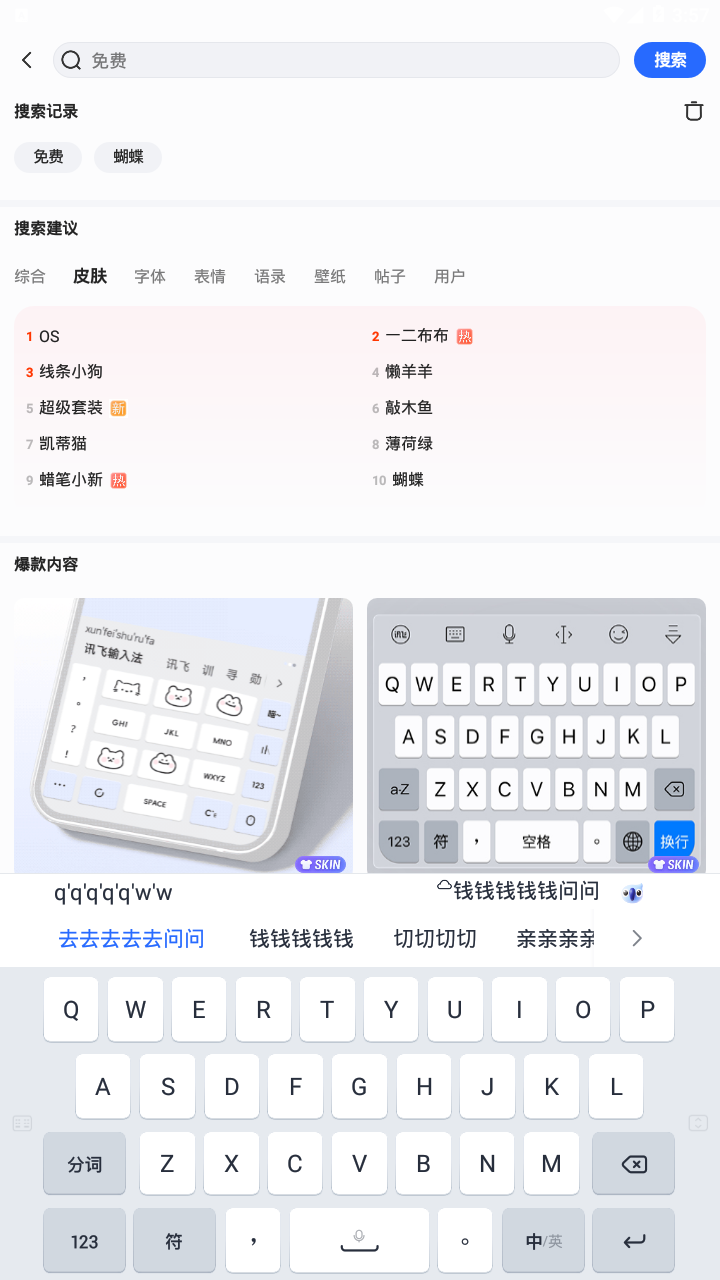 免费
搜索
搜索记录
免费 蝴蝶
搜索建议
综合 皮肤 字体 表情 语录 壁纸 帖子 用户
1 OS 2 一二布布 热
3 线条小狗 4 懒羊羊
5 超级套装 新 6 敲木鱼
7 凯蒂猫 8 薄荷绿
9 蜡笔小新 热 10 蝴蝶
爆款内容
xun'fei'shu'ru'fa
讯飞输入法 讯飞 训 寻 勋
， 喵~
。 GHI JKL MNO
?
! WXYZ 123
SPACE
SKIN
Q W E R T Y U I O P
A S D F G H J K L
a-Z Z X C V B N M
123 符 ， 空格 。 换行
SKIN
q'q'q'q'q'w'w 钱钱钱钱钱问问
去去去去去问问 钱钱钱钱钱 切切切切 亲亲亲亲
Q W E R T Y U I O P
A S D F G H J K L
分词 Z X C V B N M
123 符 ， 。 中/英